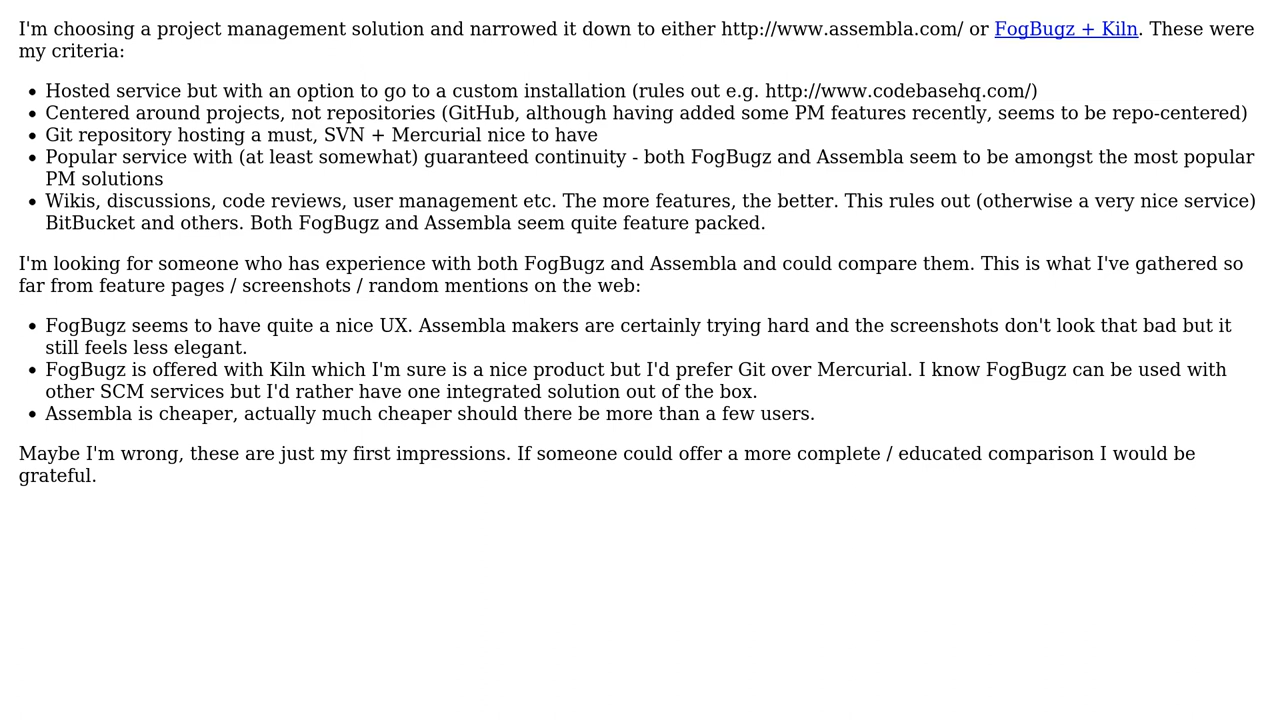 I'm choosing a project management solution and narrowed it down to either http://www.assembla.com/ or FogBugz + Kiln. These were
my criteria:
• Hosted service but with an option to go to a custom installation (rules out e.g. http://www.codebasehq.com/)
• Centered around projects, not repositories (GitHub, although having added some PM features recently, seems to be repo-centered)
• Git repository hosting a must, SVN + Mercurial nice to have
• Popular service with (at least somewhat) guaranteed continuity - both FogBugz and Assembla seem to be amongst the most popular
PM solutions
• Wikis, discussions, code reviews, user management etc. The more features, the better. This rules out (otherwise a very nice service)
BitBucket and others. Both FogBugz and Assembla seem quite feature packed.
I'm looking for someone who has experience with both FogBugz and Assembla and could compare them. This is what I've gathered so
far from feature pages / screenshots / random mentions on the web:
• FogBugz seems to have quite a nice UX. Assembla makers are certainly trying hard and the screenshots don't look that bad but it
still feels less elegant.
• FogBugz is offered with Kiln which I'm sure is a nice product but I'd prefer Git over Mercurial. I know FogBugz can be used with
other SCM services but I'd rather have one integrated solution out of the box.
• Assembla is cheaper, actually much cheaper should there be more than a few users.
Maybe I'm wrong, these are just my first impressions. If someone could offer a more complete / educated comparison I would be
grateful.